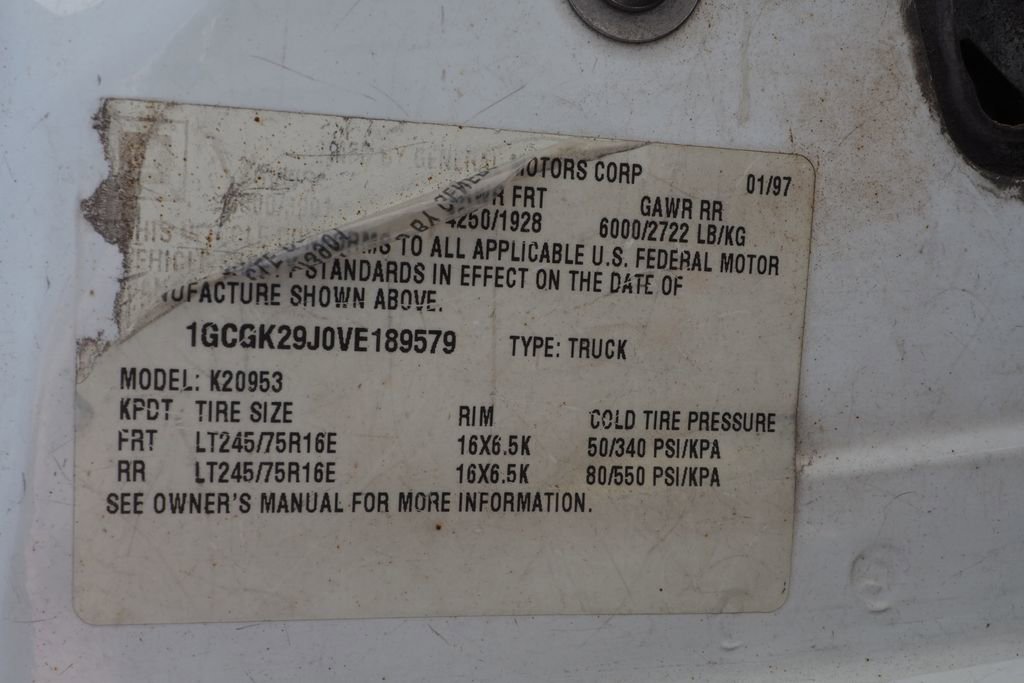 BY GENERAL MOTORS CORP 01/97
GAWR FRT GAWR RR
4250/1928 6000/2722 LB/KG
TO ALL APPLICABLE U.S. FEDERAL MOTOR
STANDARDS IN EFFECT ON THE DATE OF
UFACTURE SHOWN ABOVE.
1GCGK29J0VE189579 TYPE: TRUCK
MODEL: K20953
KPDT TIRE SIZE RIM COLD TIRE PRESSURE
FRT LT245/75R16E 16X6.5K 50/340 PSI/KPA
RR LT245/75R16E 16X6.5K 80/550 PSI/KPA
SEE OWNER'S MANUAL FOR MORE INFORMATION.